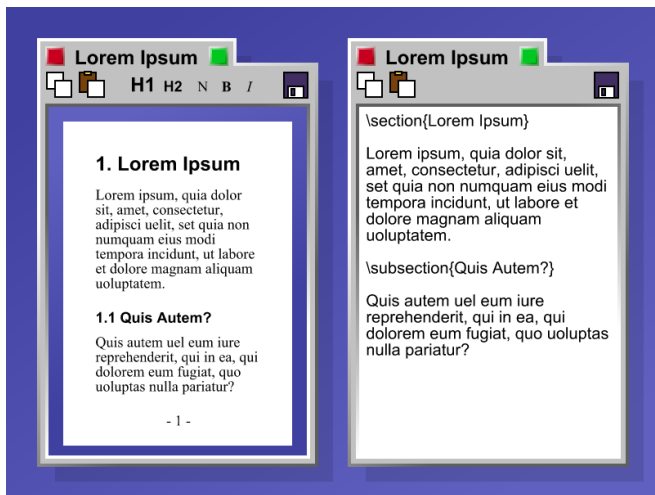 Lorem Ipsum
H1 H2 N B I
1. Lorem Ipsum
Lorem ipsum, quia dolor
sit, amet, consectetur,
adipisci uelit, set quia non
numquam eius modi
tempora incidunt, ut labore
et dolore magnam aliquam
uoluptatem.
1.1 Quis Autem?
Quis autem uel eum iure
reprehenderit, qui in ea, qui
dolorem eum fugiat, quo
uoluptas nulla pariatur?
- 1 -
Lorem Ipsum
\section{Lorem Ipsum}
Lorem ipsum, quia dolor sit,
amet, consectetur, adipisci uelit,
set quia non numquam eius modi
tempora incidunt, ut labore et
dolore magnam aliquam
uoluptatem.
\subsection{Quis Autem?}
Quis autem uel eum iure
reprehenderit, qui in ea, qui
dolorem eum fugiat, quo uoluptas
nulla pariatur?